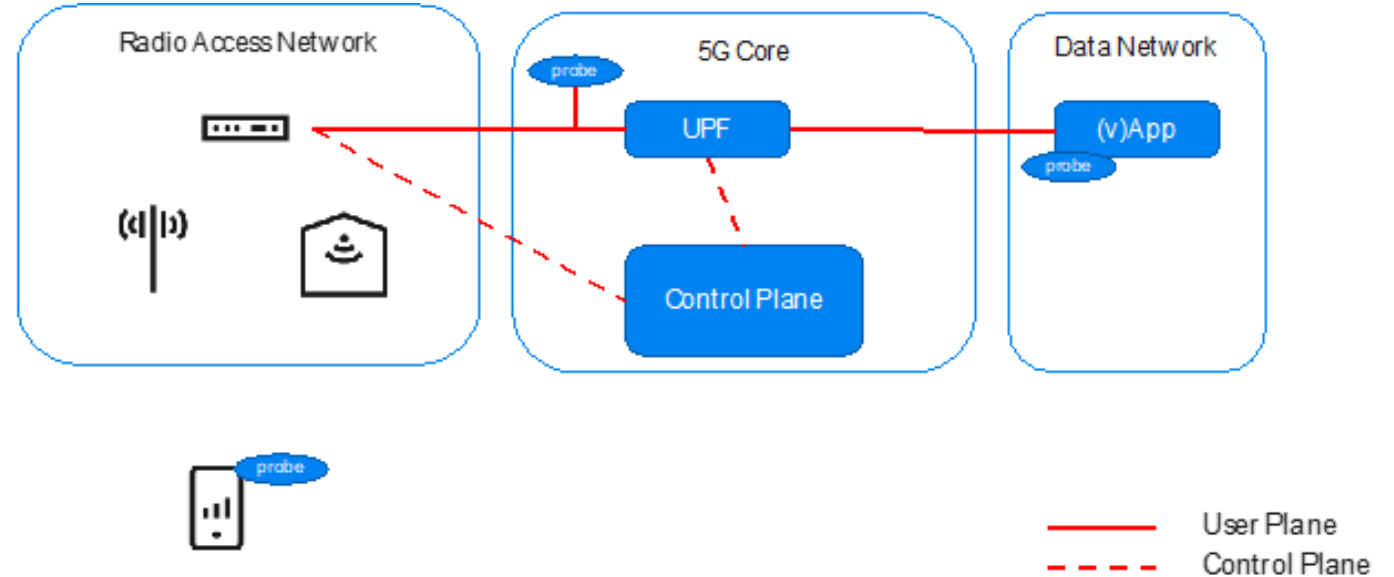 Radio Access Network
5G Core
Data Network
probe
UPF
(v)App
probe
Control Plane
probe
User Plane
Control Plane